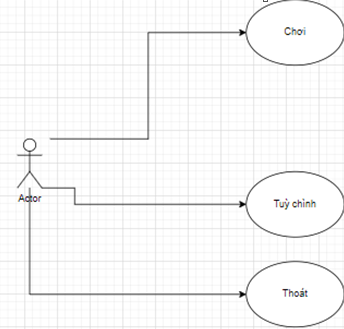 Chơi
Actor
Tuỳ chỉnh
Thoát